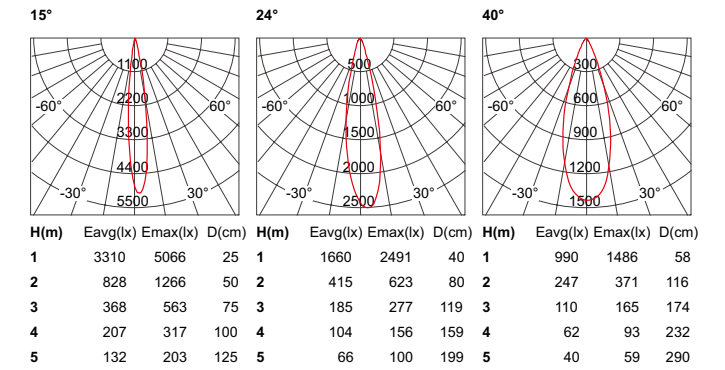 15° 24° 40°
1100 500 300
2200 1000 600
-60° 60° -60° 60° -60° 60°
3300 1500 900
4400 2000 1200
-30° 30° -30° 30° -30° 30°
5500 2500 1500
H(m) Eavg(lx) Emax(lx) D(cm) H(m) Eavg(lx) Emax(lx) D(cm) H(m) Eavg(lx) Emax(lx) D(cm)
1 3310 5066 25 1 1660 2491 40 1 990 1486 58
2 828 1266 50 2 415 623 80 2 247 371 116
3 368 563 75 3 185 277 119 3 110 165 174
4 207 317 100 4 104 156 159 4 62 93 232
5 132 203 125 5 66 100 199 5 40 59 290